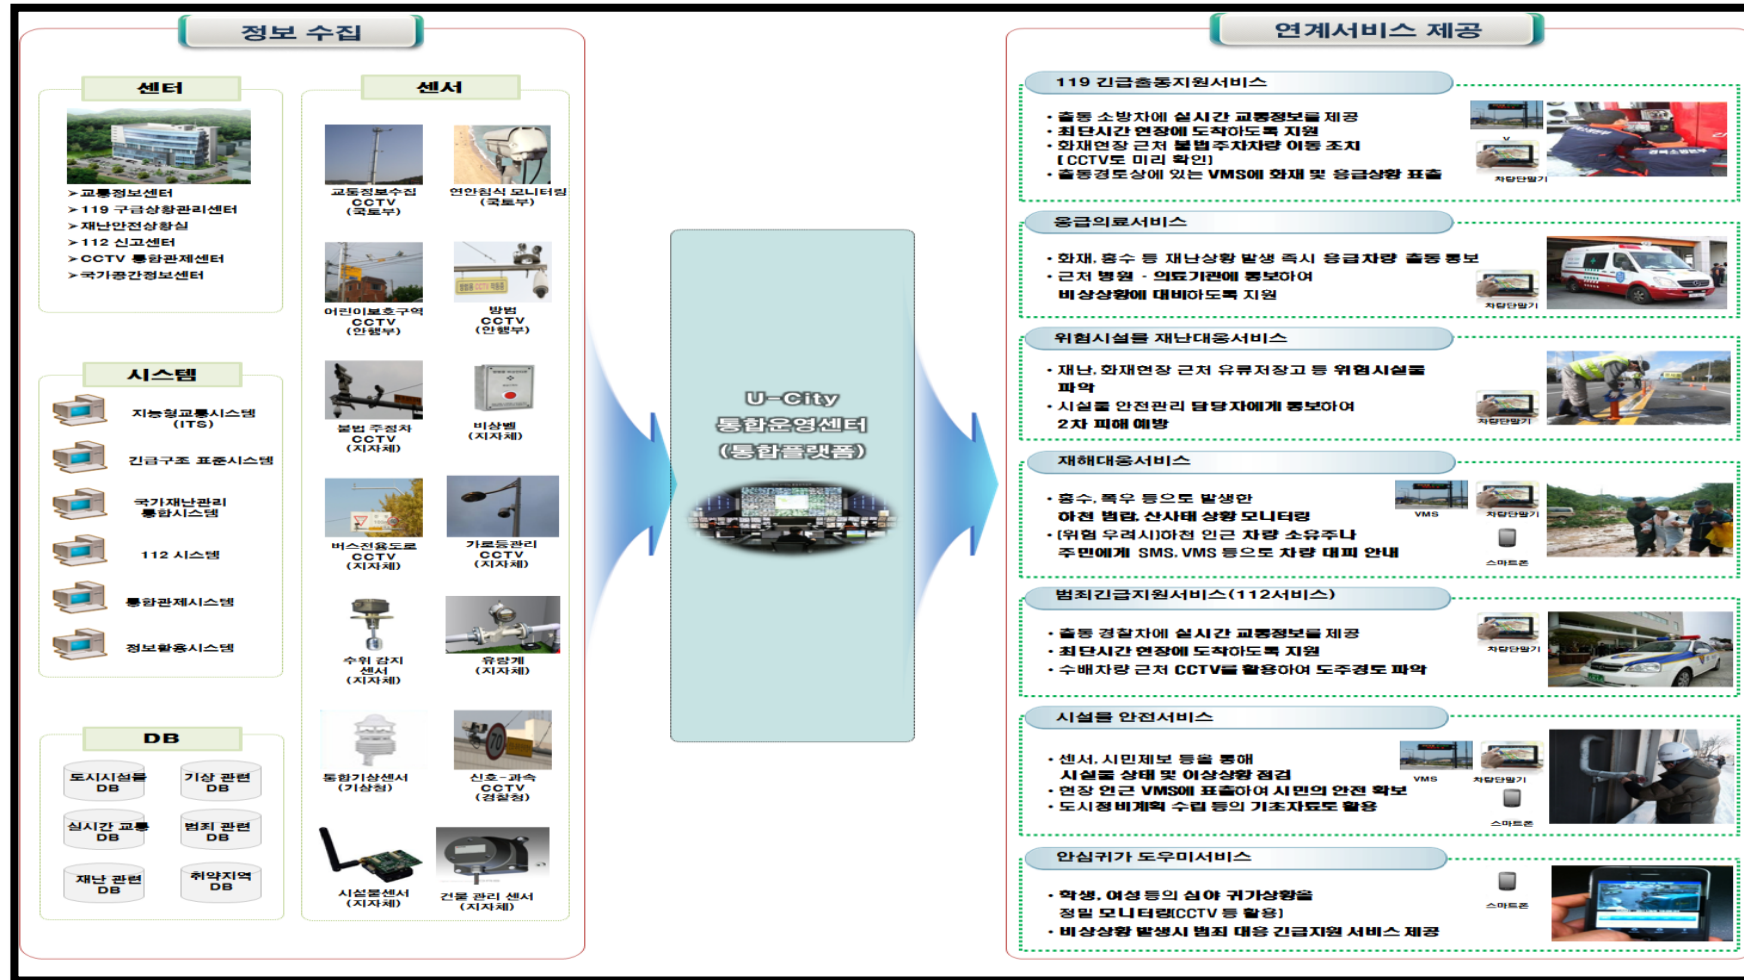 정보 수집
센터
➢교통정보센터
➢119 구급상황관리센터
➢재난안전상황실
➢112 신고센터
➢CCTV 통합관제센터
➢국가공간정보센터
시스템
지능형교통시스템
(ITS)
긴급구조 표준시스템
국가재난관리
통합시스템
112 시스템
통합관제시스템
정보활용시스템
DB
도시시설물
DB
기상 관련
DB
실시간 교통
DB
범죄 관련
DB
재난 관련
DB
취약지역
DB
센서
교통정보수집
CCTV
(국토부)
연안침식 모니터링
(국토부)
어린이보호구역
CCTV
(안행부)
방범
CCTV
(안행부)
불법 주정차
CCTV
(지자체)
비상벨
(지자체)
버스전용도로
CCTV
(지자체)
가로등관리
CCTV
(지자체)
수위 감지
센서
(지자체)
유량계
(지자체)
통합기상센서
(기상청)
70
신호-과속
CCTV
(경찰청)
시설물센서
(지자체)
건물 관리 센서
(지자체)
U-City
통합운영센터
(통합플랫폼)
연계서비스 제공
119 긴급출동지원서비스
• 출동 소방차에 실시간 교통정보를 제공
• 최단시간 현장에 도착하도록 지원
• 화재현장 근처 불법주차차량 이동 조치
(CCTV로 미리 확인)
• 출동경로상에 있는 VMS에 화재 및 응급상황 표출
V
차량단말기
응급의료서비스
• 화재, 홍수 등 재난상황 발생 즉시 응급차량 출동 통보
• 근처 병원 - 의료기관에 통보하여
비상상황에 대비하도록 지원
차량단말기
위험시설물 재난대응서비스
• 재난, 화재현장 근처 유류저장고 등 위험시설물
파악
• 시설물 안전관리 담당자에게 통보하여
2차 피해 예방
차량단말기
재해대응서비스
• 홍수, 폭우 등으로 발생한
하천 범람, 산사태 상황 모니터링
• (위험 우려시)하천 인근 차량 소유주나
주민에게 SMS, VMS 등으로 차량 대피 안내
VMS
차량단말기
스마트폰
범죄긴급지원서비스(112서비스)
• 출동 경찰차에 실시간 교통정보를 제공
• 최단시간 현장에 도착하도록 지원
• 수배차량 근처 CCTV를 활용하여 도주경로 파악
차량단말기
시설물 안전서비스
• 센서, 시민제보 등을 통해
시설물 상태 및 이상상황 점검
• 현장 인근 VMS에 표출하여 시민의 안전 확보
• 도시정비계획 수립 등의 기초자료로 활용
VMS
차량단말기
스마트폰
안심귀가 도우미서비스
• 학생, 여성 등의 심야 귀가상황을
정밀 모니터링(CCTV 등 활용)
• 비상상황 발생시 범죄 대응 긴급지원 서비스 제공
스마트폰